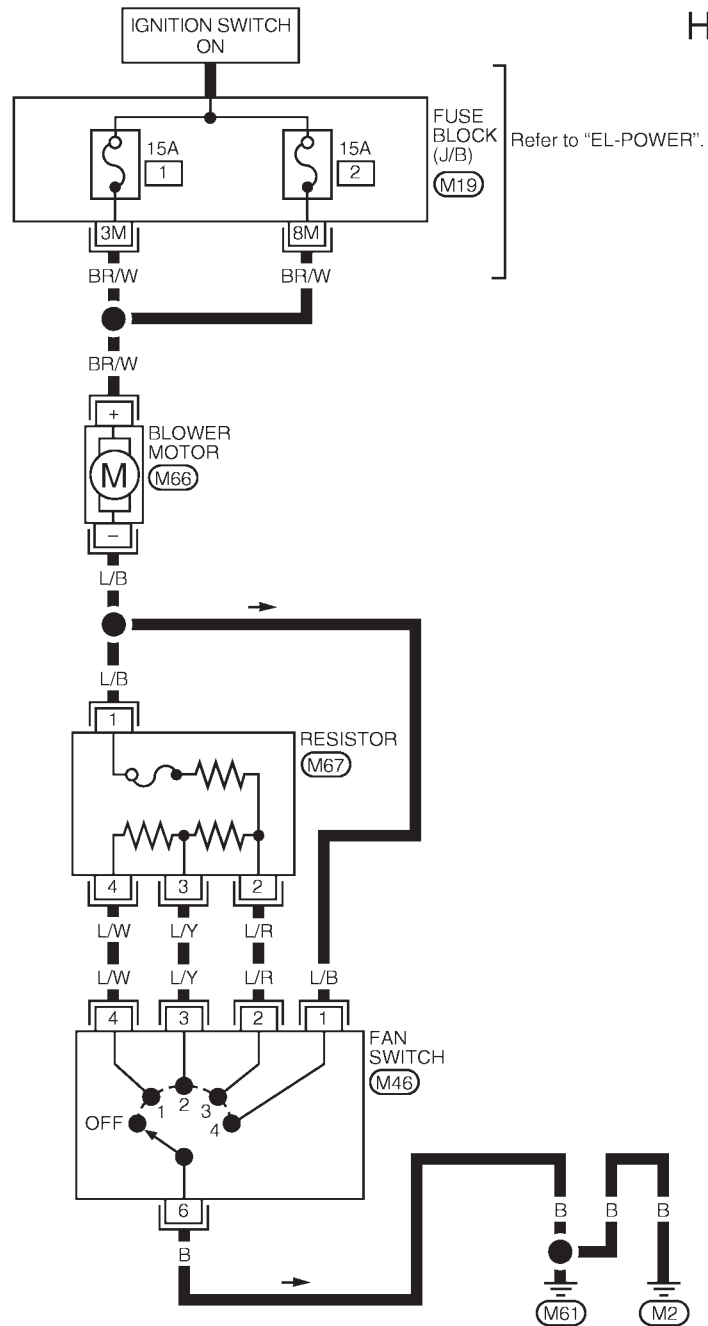 H
IGNITION SWITCH
ON
FUSE
BLOCK
(J/B)
M19
Refer to “EL-POWER”.
15A
1
15A
2
3M
8M
BR/W
BR/W
BR/W
+
BLOWER
MOTOR
M66
M
–
L/B
L/B
1
RESISTOR
M67
4
3
2
L/W
L/Y
L/R
L/W
L/Y
L/R
L/B
4
3
2
1
FAN
SWITCH
M46
OFF
1
2
3
4
6
B
B
B
B
M61
M2